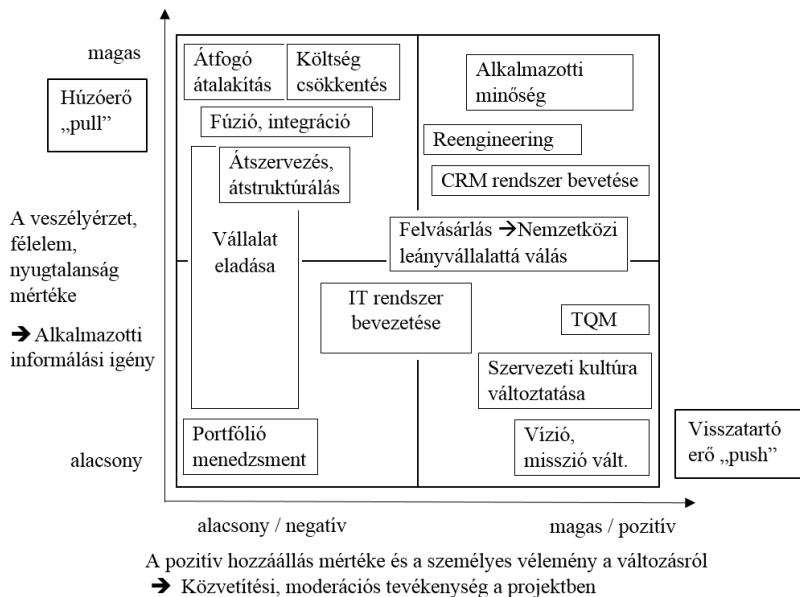 magas
Húzóerő
„pull”
A veszélyérzet,
félelem,
nyugtalanság
mértéke
➔ Alkalmazotti
informálási igény
alacsony
Átfogó
átalakítás
Költség
csökkentés
Fúzió, integráció
Átszervezés,
átstruktúrálás
Vállalat
eladása
Portfólió
menedzsment
Alkalmazotti
minőség
Reengineering
CRM rendszer bevetése
Felvásárlás ➔Nemzetközi
leányvállalattá válás
IT rendszer
bevezetése
TQM
Szervezeti kultúra
változtatása
Vízió,
misszió vált.
Visszatartó
erő „push”
alacsony / negatív
magas / pozitív
A pozitív hozzáállás mértéke és a személyes vélemény a változásról
➔ Közvetítési, moderációs tevékenység a projektben